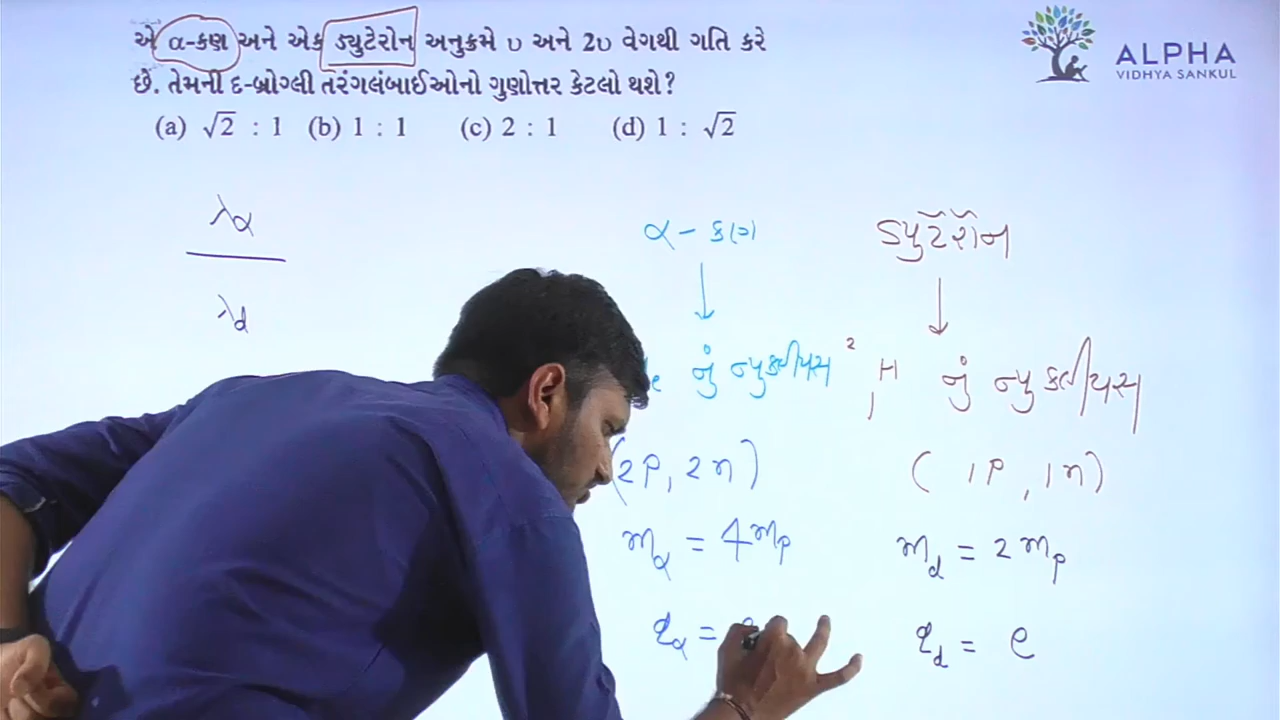 એ α-કણ અને એક ડ્યુટેરોન અનુક્રમે υ અને 2υ વેગથી ગતિ કરે
છે. તેમની દ-બ્રોગ્લી તરંગલંબાઈઓનો ગુણોત્તર કેટલો થશે?
(a) √2 : 1 (b) 1 : 1 (c) 2 : 1 (d) 1 : √2
ALPHA
VIDHYA SANKUL
λα
λd
α - કણ
ડ્યુટેરોન
e નું ન્યુક્લીયસ
²₁H નું ન્યુક્લીયસ
(2P, 2n)
(1P, 1n)
mα = 4mp
md = 2mp
qα =
qd = e